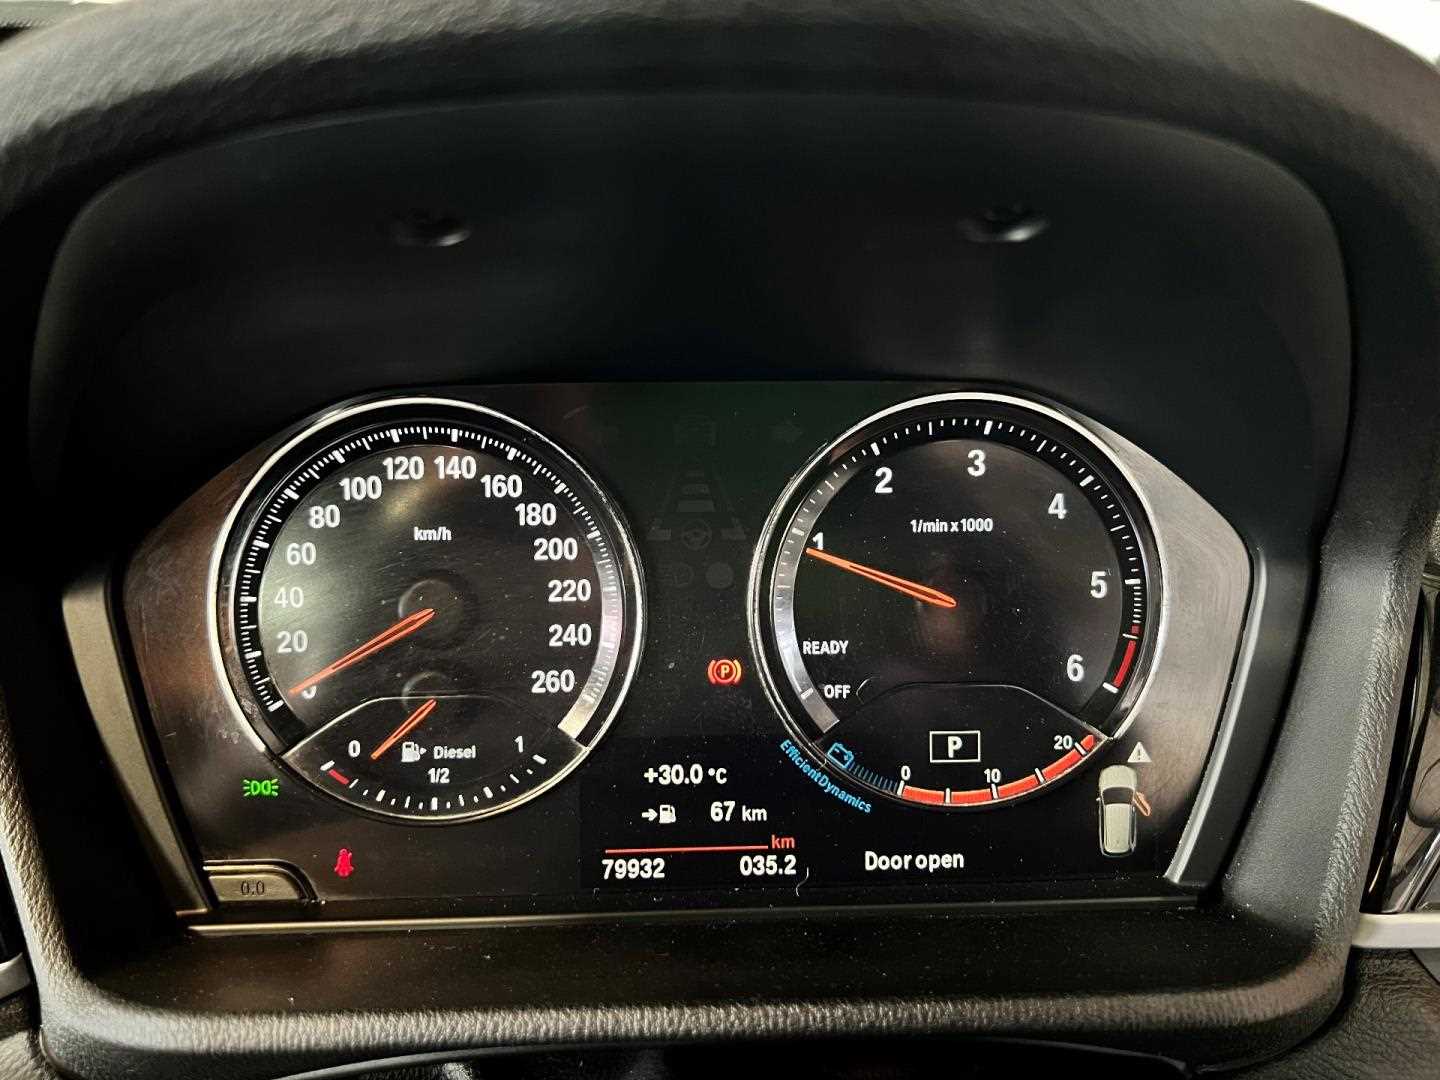 120 140
100 160
80 180
km/h
60 200
40 220
20 240
0 260
0 Diesel 1
1/2
3
2 4
1/min x 1000
1 5
READY
6
OFF
P
P
20
0 10
EfficientDynamics
+30.0 °C
67 km
km
79932 035.2
Door open
0.0